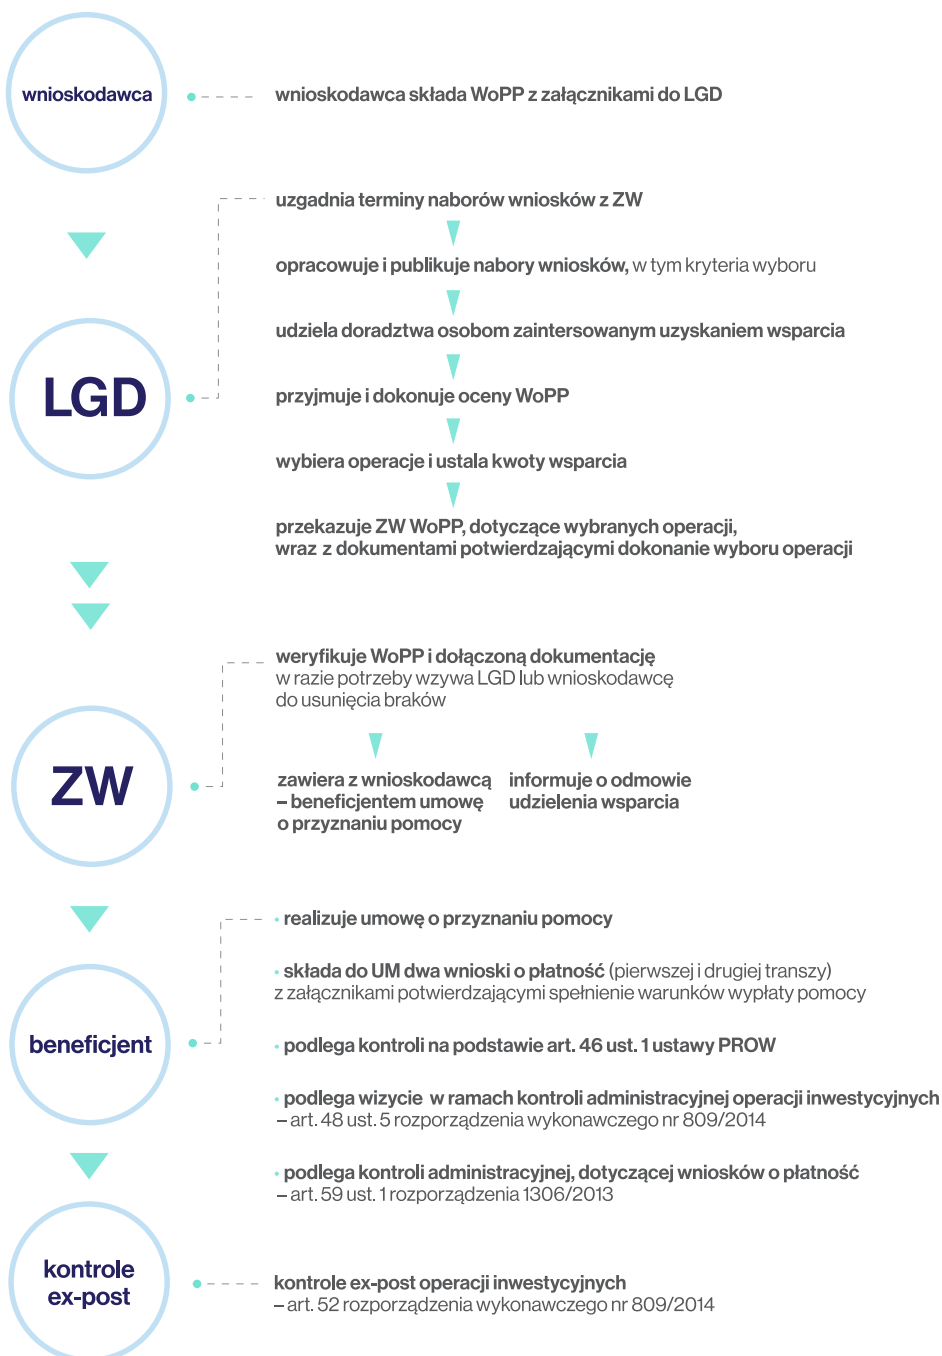 wnioskodawca
wnioskodawca składa WoPP z załącznikami do LGD
LGD
uzgadnia terminy naborów wniosków z ZW
opracowuje i publikuje nabory wniosków, w tym kryteria wyboru
udziela doradztwa osobom zaintersowanym uzyskaniem wsparcia
przyjmuje i dokonuje oceny WoPP
wybiera operacje i ustala kwoty wsparcia
przekazuje ZW WoPP, dotyczące wybranych operacji,
wraz z dokumentami potwierdzającymi dokonanie wyboru operacji
ZW
weryfikuje WoPP i dołączoną dokumentację
w razie potrzeby wzywa LGD lub wnioskodawcę
do usunięcia braków
zawiera z wnioskodawcą
– beneficjentem umowę
o przyznaniu pomocy
informuje o odmowie
udzielenia wsparcia
beneficjent
• realizuje umowę o przyznaniu pomocy
• składa do UM dwa wnioski o płatność (pierwszej i drugiej transzy)
z załącznikami potwierdzającymi spełnienie warunków wypłaty pomocy
• podlega kontroli na podstawie art. 46 ust. 1 ustawy PROW
• podlega wizycie w ramach kontroli administracyjnej operacji inwestycyjnych
– art. 48 ust. 5 rozporządzenia wykonawczego nr 809/2014
• podlega kontroli administracyjnej, dotyczącej wniosków o płatność
– art. 59 ust. 1 rozporządzenia 1306/2013
kontrole
ex-post
kontrole ex-post operacji inwestycyjnych
– art. 52 rozporządzenia wykonawczego nr 809/2014